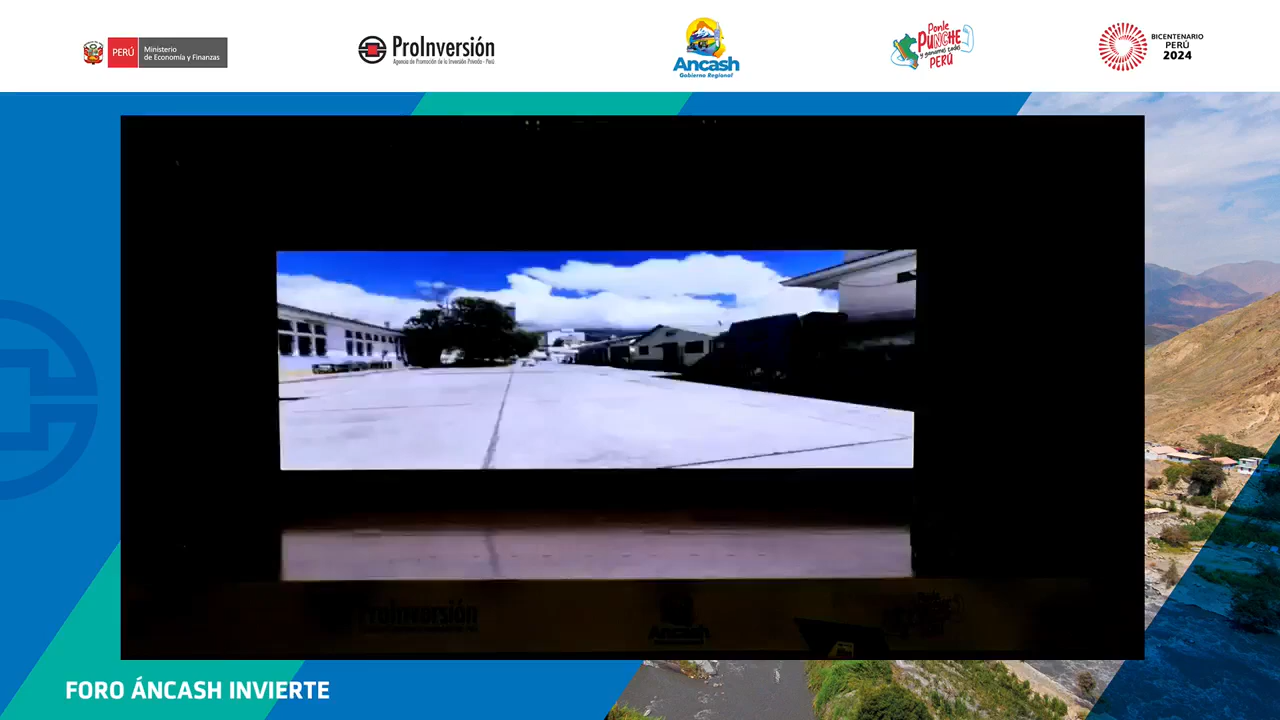 PERÚ
Ministerio
de Economía y Finanzas
ProInversión
Agencia de Promoción de la Inversión Privada - Perú
Ancash
Gobierno Regional
Ponle
PUNCHE
y ganamos todos
PERÚ
BICENTENARIO
PERÚ
2024
ProInversión
Ancash
FORO ÁNCASH INVIERTE